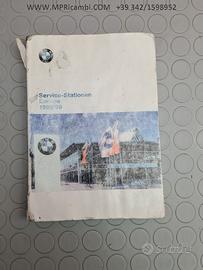 www.MPRicambi.com - +39.342/1598952
Service-Stationen
Europa
1998/99